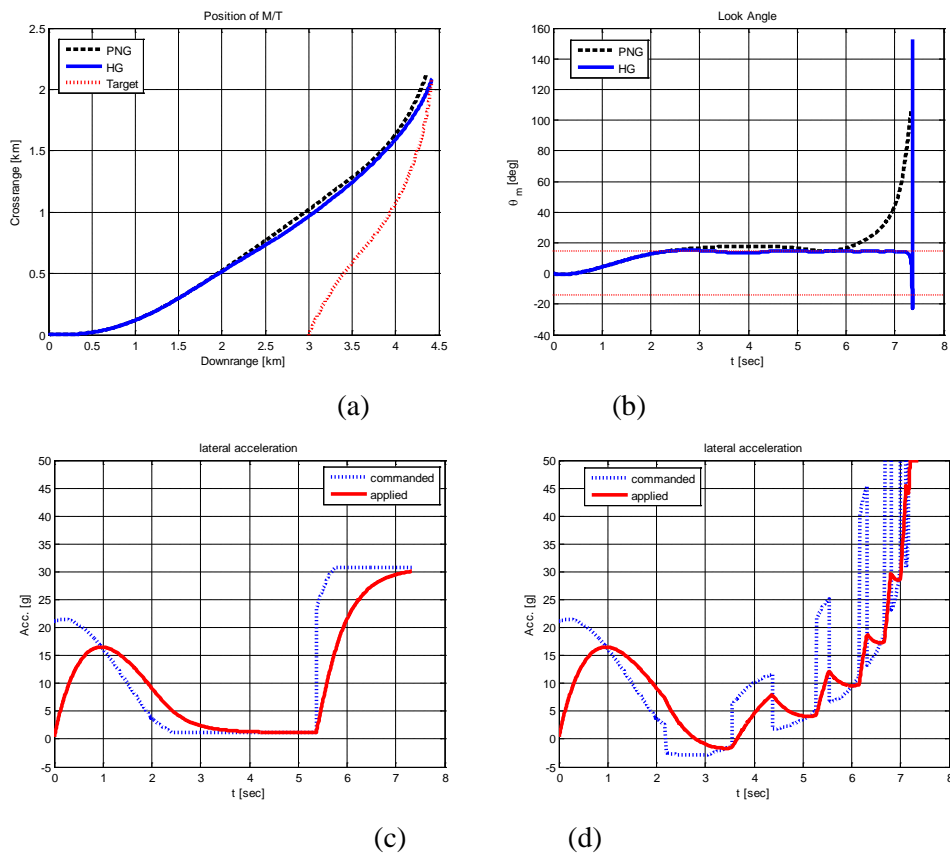 Position of M/T
2.5
2
1.5
1
0.5
0
Crossrange [km]
PNG
HG
Target
0 0.5 1 1.5 2 2.5 3 3.5 4 4.5
Downrange [km]
(a)
Look Angle
160
140
120
100
80
60
40
20
0
-20
-40
θ m [deg]
PNG
HG
0 1 2 3 4 5 6 7 8
t [sec]
(b)
lateral acceleration
50
45
40
35
30
25
20
15
10
5
0
-5
Acc. [g]
commanded
applied
0 1 2 3 4 5 6 7 8
t [sec]
(c)
lateral acceleration
50
45
40
35
30
25
20
15
10
5
0
-5
Acc. [g]
commanded
applied
0 1 2 3 4 5 6 7 8
t [sec]
(d)